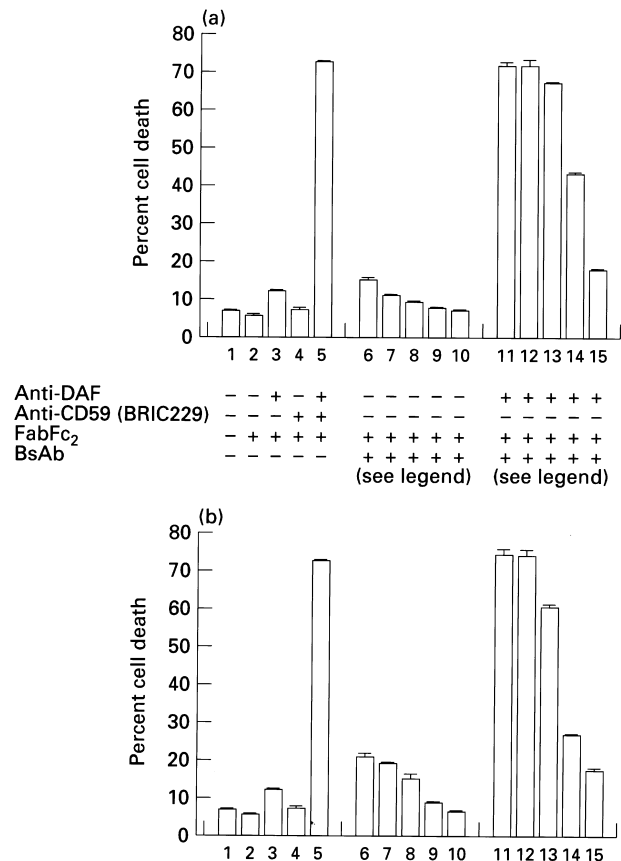 (a)
Percent cell death
80
70
60
50
40
30
20
10
0
1 2 3 4 5 6 7 8 9 10 11 12 13 14 15
Anti-DAF − − + − + − − − − − + + + + +
Anti-CD59 (BRIC229) − − − + + − − − − − − − − − −
FabFc2 − + + + + + + + + + + + + + +
BsAb − − − − − + + + + + + + + + +
(see legend) (see legend)
(b)
Percent cell death
80
70
60
50
40
30
20
10
0
1 2 3 4 5 6 7 8 9 10 11 12 13 14 15